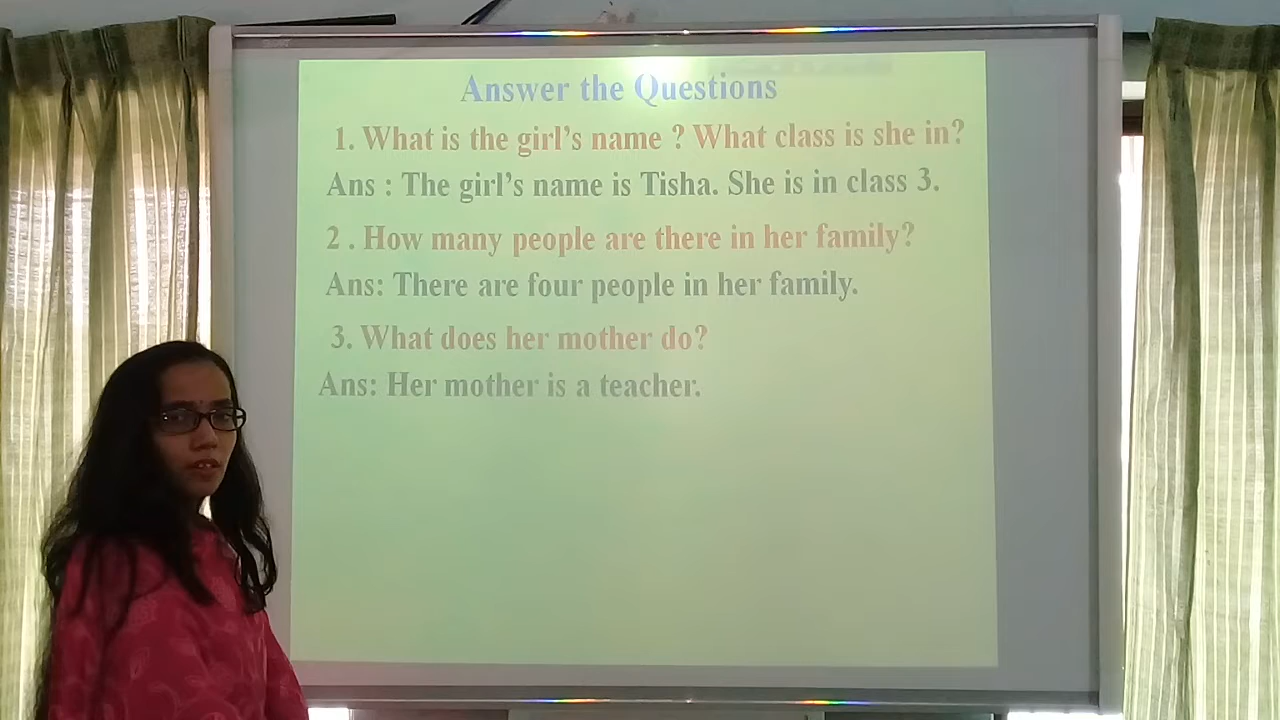 Answer the Questions
1. What is the girl's name ? What class is she in?
Ans : The girl's name is Tisha. She is in class 3.
2 . How many people are there in her family?
Ans: There are four people in her family.
3. What does her mother do?
Ans: Her mother is a teacher.